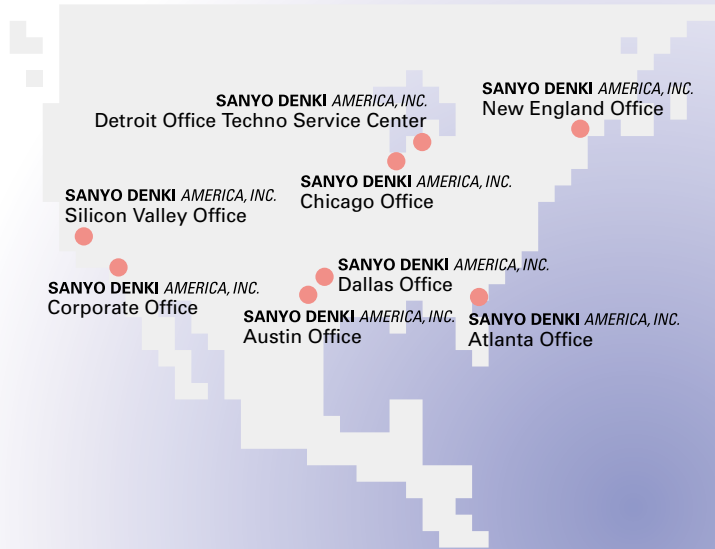 SANYO DENKI AMERICA, INC.
New England Office
SANYO DENKI AMERICA, INC.
Detroit Office Techno Service Center
SANYO DENKI AMERICA, INC.
Chicago Office
SANYO DENKI AMERICA, INC.
Silicon Valley Office
SANYO DENKI AMERICA, INC.
Dallas Office
SANYO DENKI AMERICA, INC.
Corporate Office
SANYO DENKI AMERICA, INC.
Austin Office
SANYO DENKI AMERICA, INC.
Atlanta Office